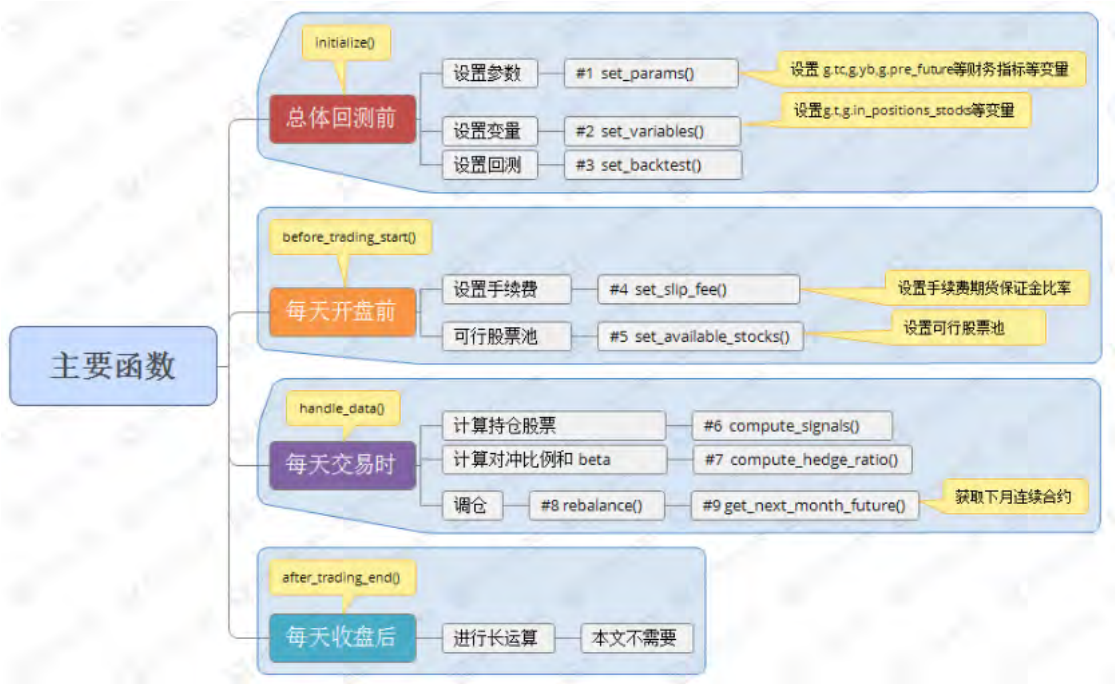 主要函数
initialize()
总体回测前
设置参数
#1 set_params()
设置 g.tc,g.yb,g.pre_future等财务指标等变量
设置变量
#2 set_variables()
设置g.t,g.in_positions_stocks等变量
设置回测
#3 set_backtest()
before_trading_start()
每天开盘前
设置手续费
#4 set_slip_fee()
设置手续费期货保证金比率
可行股票池
#5 set_available_stocks()
设置可行股票池
handle_data()
每天交易时
计算持仓股票
#6 compute_signals()
计算对冲比例和 beta
#7 compute_hedge_ratio()
调仓
#8 rebalance()
#9 get_next_month_future()
获取下月连续合约
after_trading_end()
每天收盘后
进行长运算
本文不需要